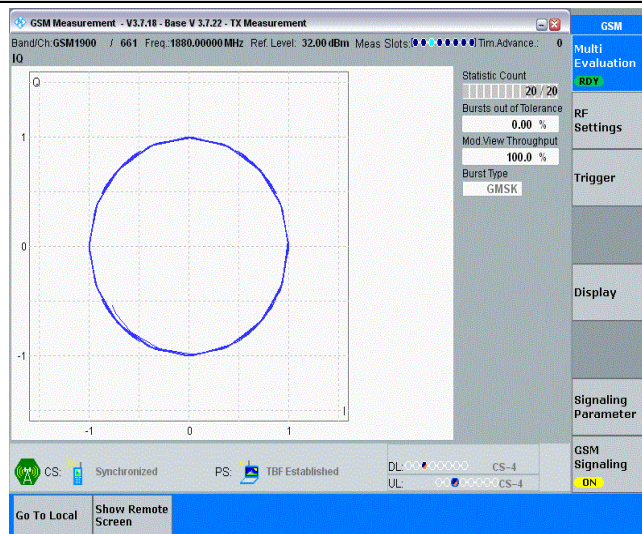 GSM Measurement - V3.7.18 - Base V 3.7.22 - TX Measurement
GSM
Band/Ch:GSM1900 / 661 Freq.:1880.00000 MHz Ref. Level: 32.00 dBm Meas Slots: Tim.Advance.: 0
IQ
Multi
Evaluation
RDY
Q
Statistic Count
20 / 20
Bursts out of Tolerance
0.00 %
Mod.View Throughput
100.0 %
Burst Type
GMSK
RF
Settings
Trigger
1
0
-1
I
-1 0 1
Display
Signaling
Parameter
CS: Synchronized PS: TBF Established
DL: CS-4
UL: CS-4
GSM
Signaling
ON
Go To Local
Show Remote
Screen